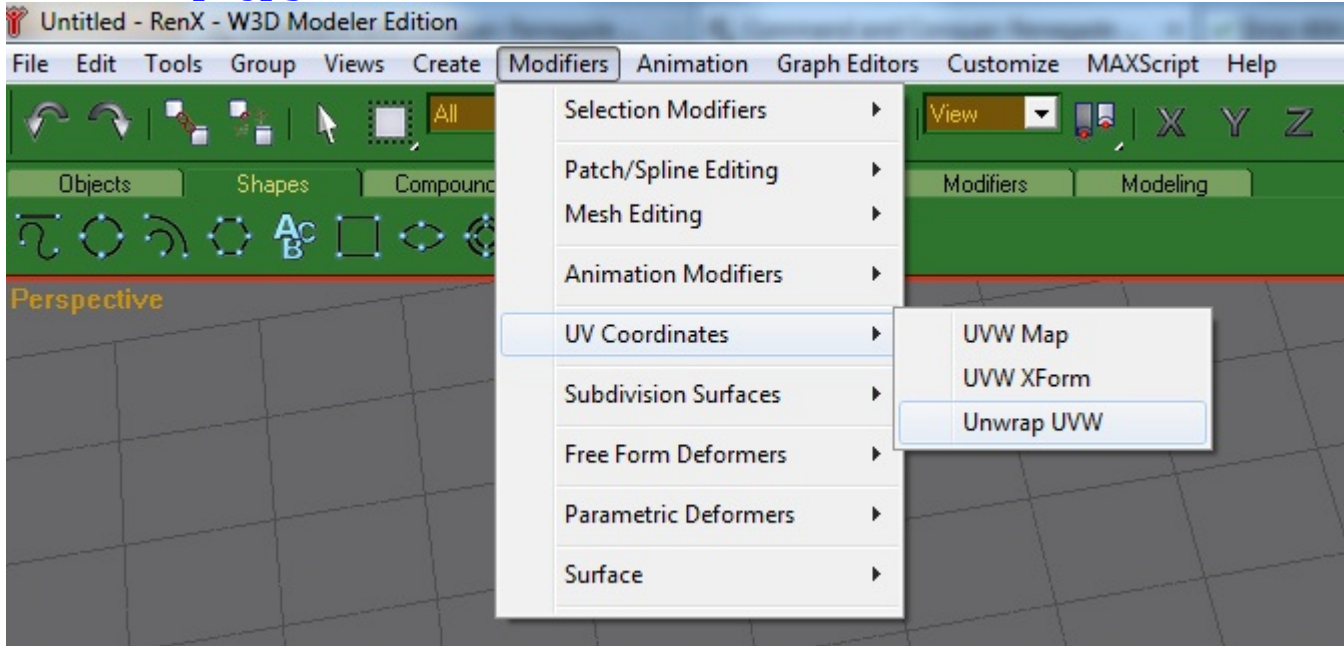 Untitled - RenX - W3D Modeler Edition
File Edit Tools Group Views Create Modifiers Animation Graph Editors Customize MAXScript Help
All View X Y Z
Objects Shapes Compound Modifiers Modeling
ABC
Perspective
Selection Modifiers
Patch/Spline Editing
Mesh Editing
Animation Modifiers
UV Coordinates
Subdivision Surfaces
Free Form Deformers
Parametric Deformers
Surface
UVW Map
UVW XForm
Unwrap UVW